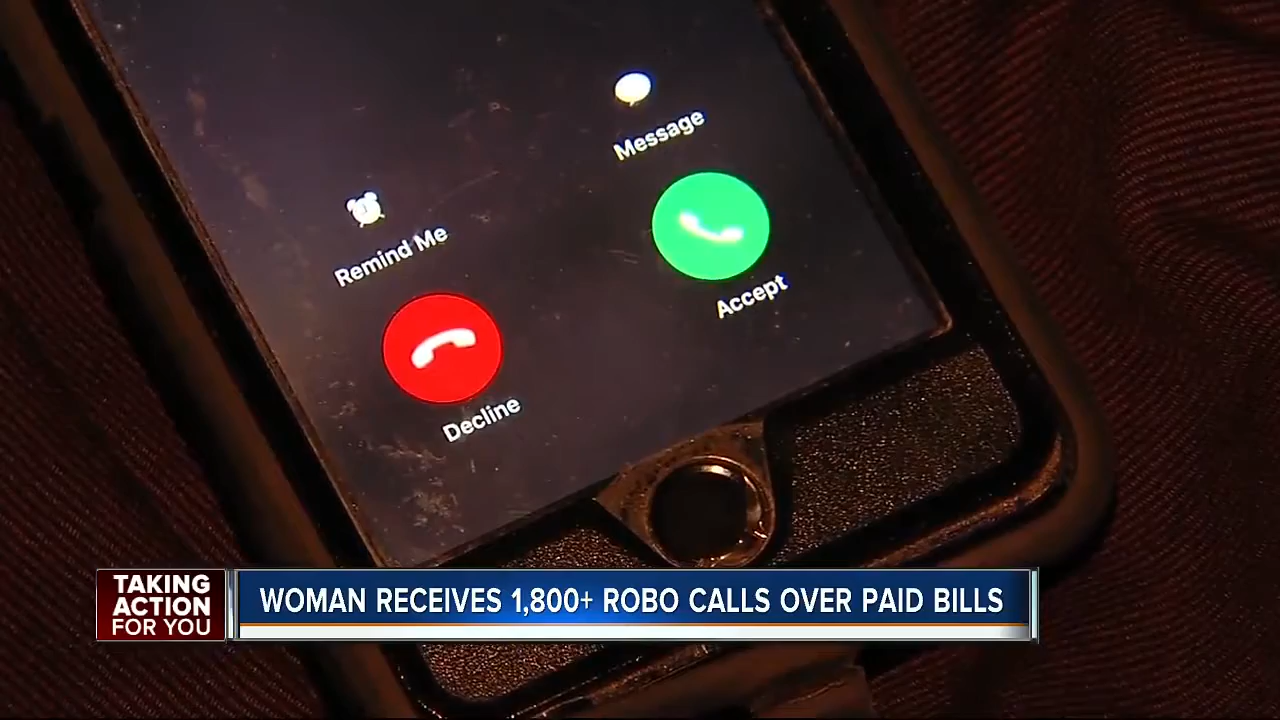 Message
Remind Me
Accept
Decline
TAKING
ACTION
FOR YOU
WOMAN RECEIVES 1,800+ ROBO CALLS OVER PAID BILLS